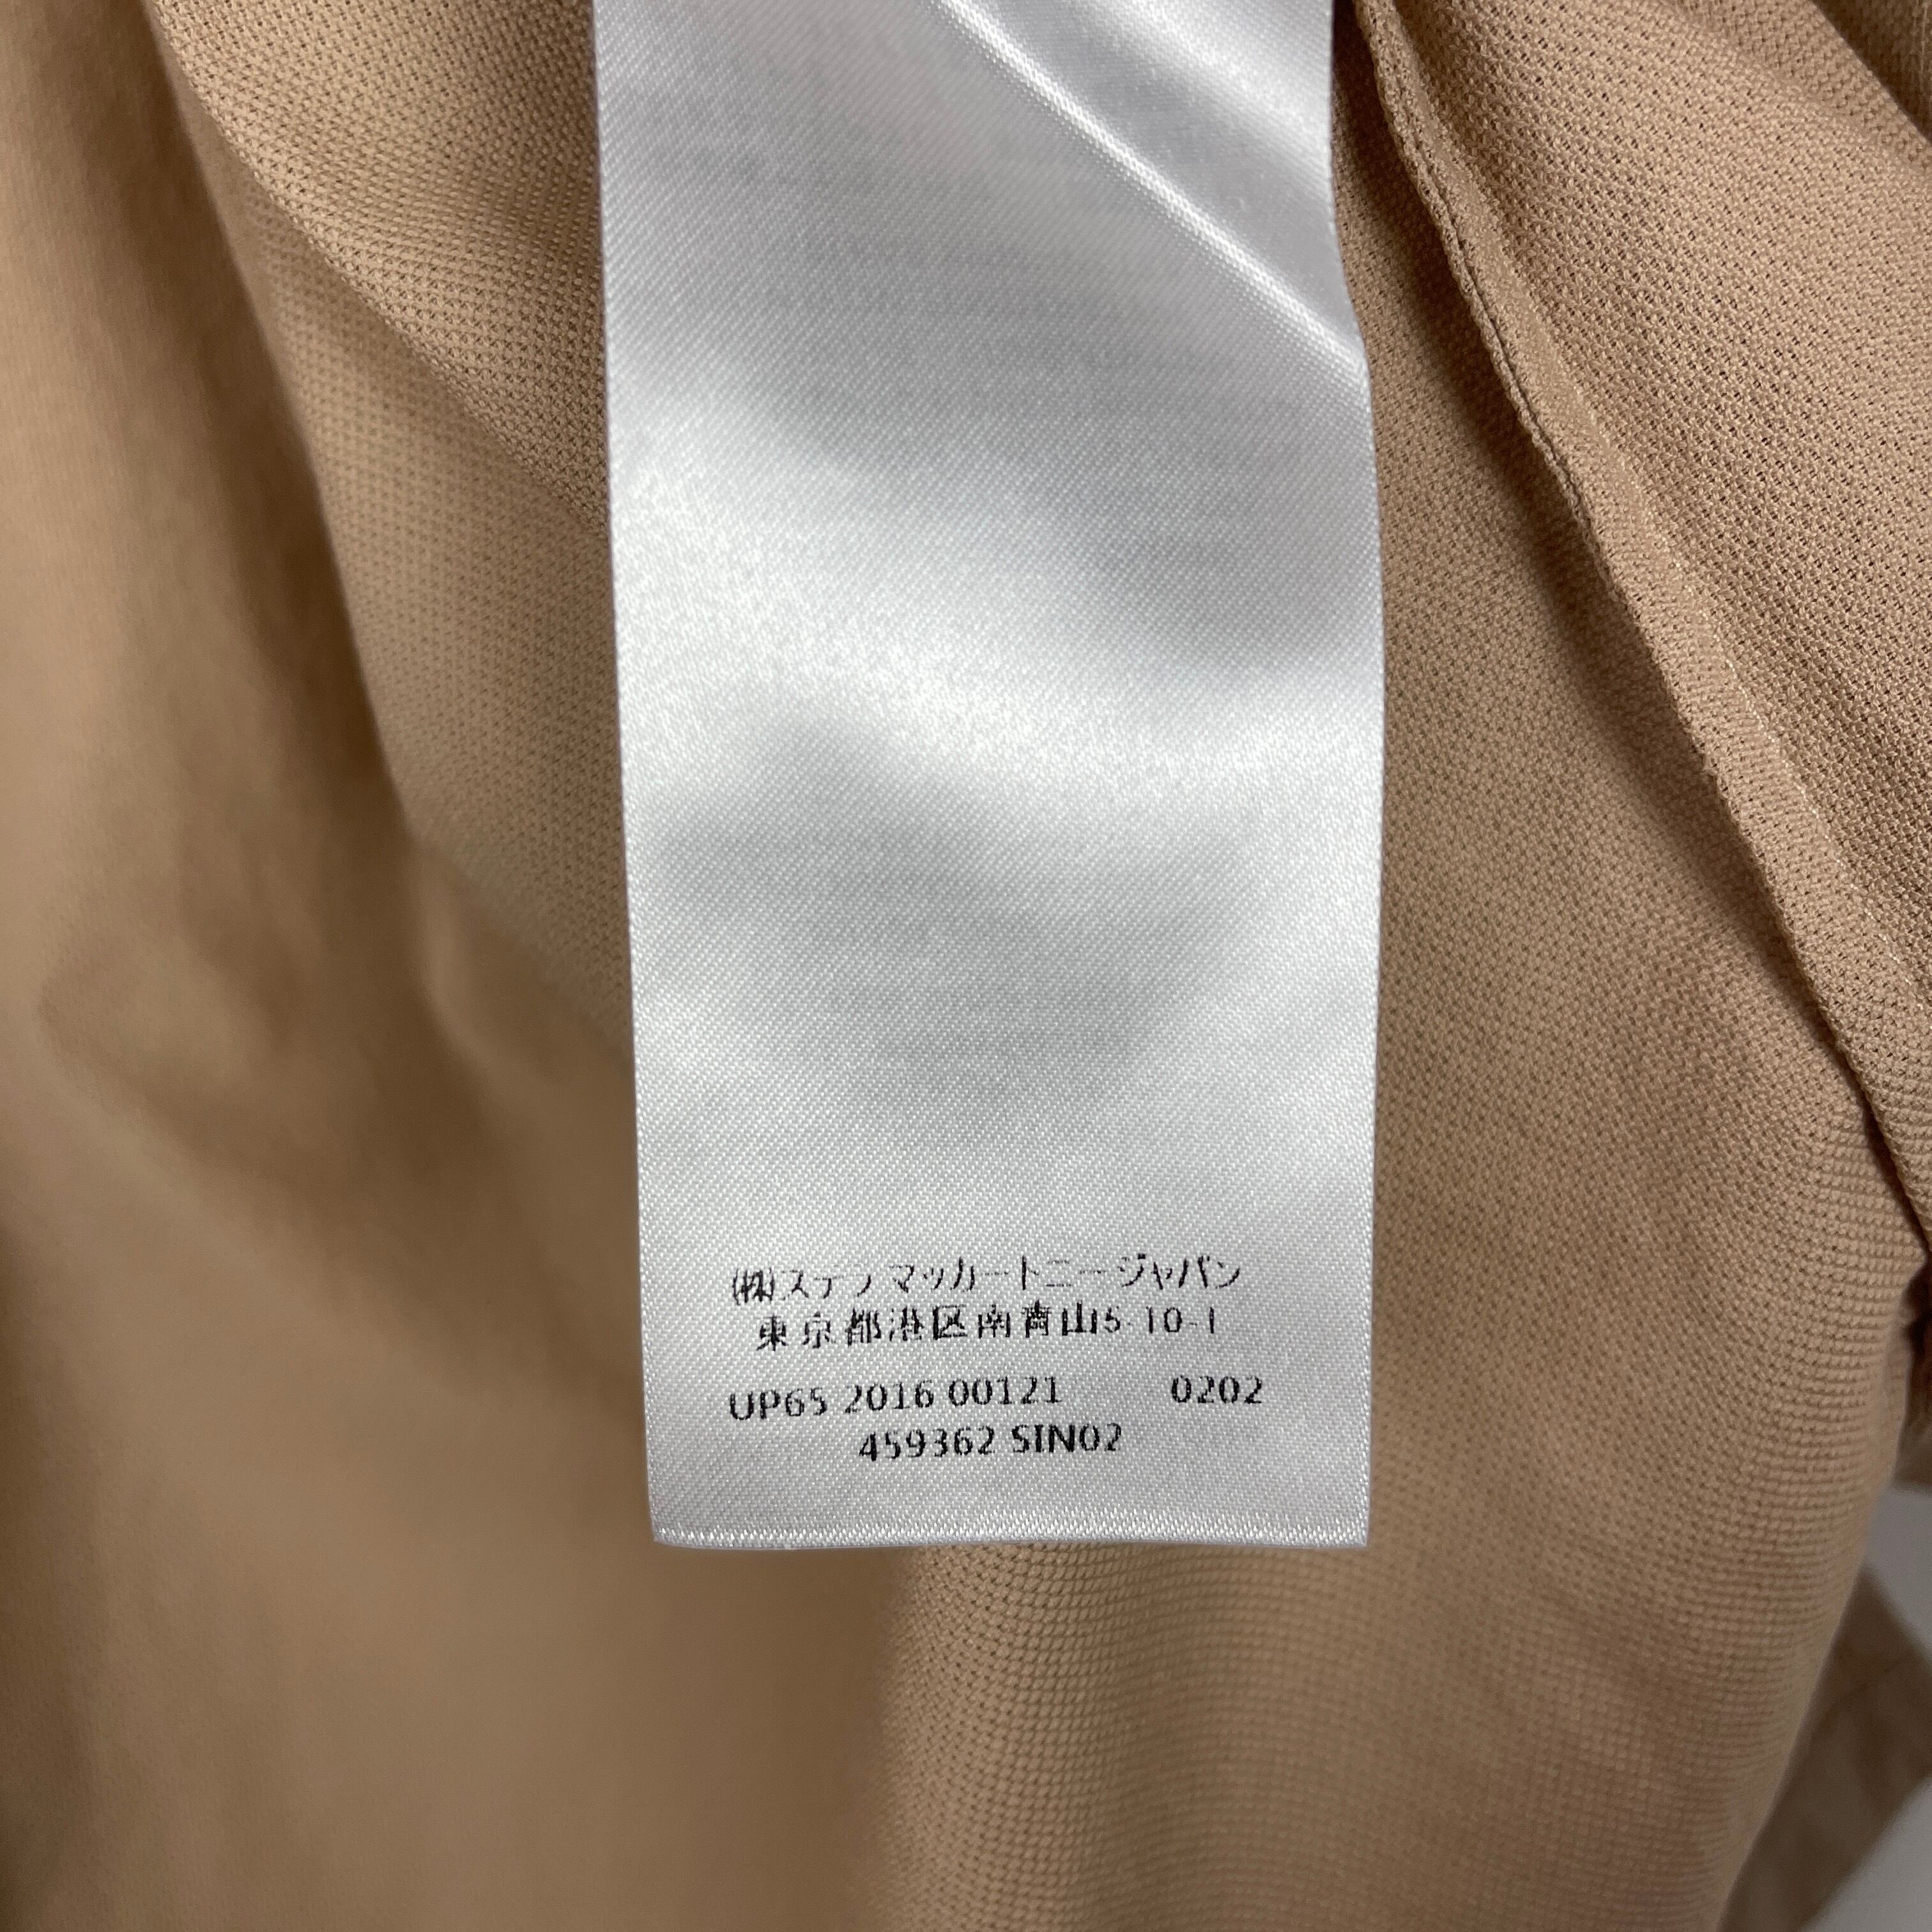 (株)ステラ マッカートニー ジャパン
東京都港区南青山5-10-1
UP65 2016 00121 0202
459362 SIN02